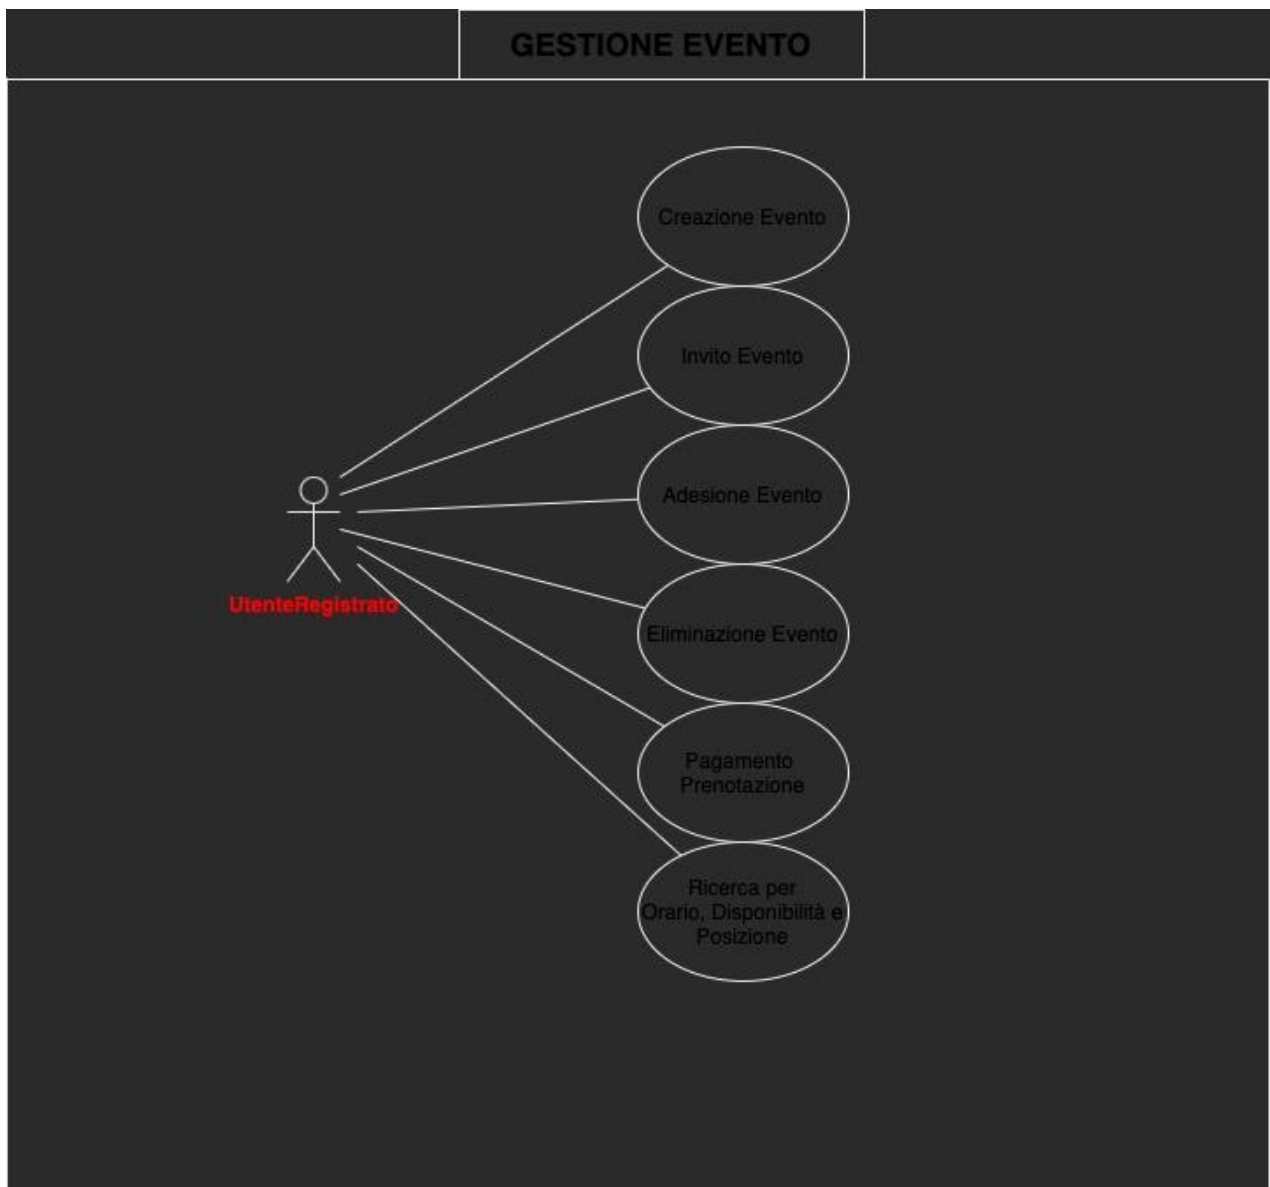 GESTIONE EVENTO
Creazione Evento
Invito Evento
Adesione Evento
UtenteRegistrato
Eliminazione Evento
Pagamento
Prenotazione
Ricerca per
Orario, Disponibilità e
Posizione